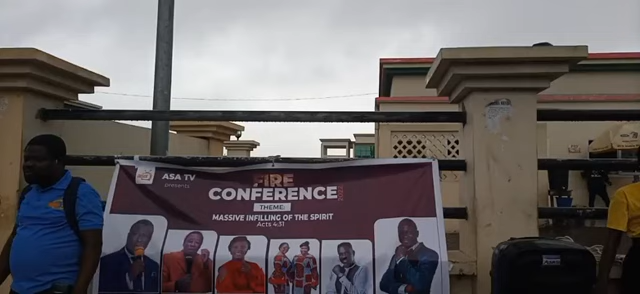 ASA TV
presents
FIRE
CONFERENCE
THEME:
MASSIVE INFILLING OF THE SPIRIT
Acts 4:31